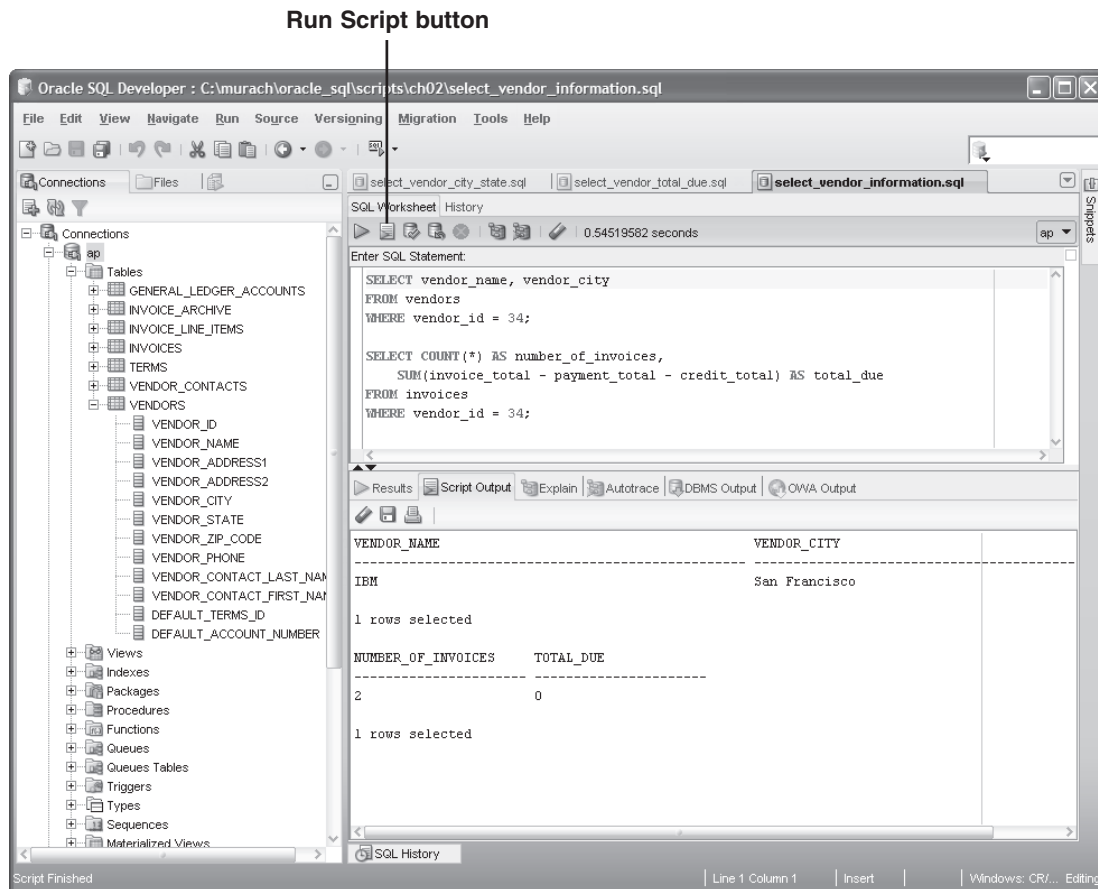 Run Script button
Oracle SQL Developer : C:\murach\oracle_sql\scripts\ch02\select_vendor_information.sql
File Edit View Navigate Run Source Versioning Migration Tools Help
Connections Files
select_vendor_city_state.sql select_vendor_total_due.sql select_vendor_information.sql
Snippets
SQL Worksheet History
0.54519582 seconds
ap
Enter SQL Statement:
SELECT vendor_name, vendor_city
FROM vendors
WHERE vendor_id = 34;
SELECT COUNT(*) AS number_of_invoices,
SUM(invoice_total - payment_total - credit_total) AS total_due
FROM invoices
WHERE vendor_id = 34;
Connections
ap
Tables
GENERAL_LEDGER_ACCOUNTS
INVOICE_ARCHIVE
INVOICE_LINE_ITEMS
INVOICES
TERMS
VENDOR_CONTACTS
VENDORS
VENDOR_ID
VENDOR_NAME
VENDOR_ADDRESS1
VENDOR_ADDRESS2
VENDOR_CITY
VENDOR_STATE
VENDOR_ZIP_CODE
VENDOR_PHONE
VENDOR_CONTACT_LAST_NAM
VENDOR_CONTACT_FIRST_NAM
DEFAULT_TERMS_ID
DEFAULT_ACCOUNT_NUMBER
Views
Indexes
Packages
Procedures
Functions
Queues
Queues Tables
Triggers
Types
Sequences
Materialized Views
Results Script Output Explain Autotrace DBMS Output OWA Output
VENDOR_NAME VENDOR_CITY
-------------------------------------------------- ------------------------------
IBM San Francisco
1 rows selected
NUMBER_OF_INVOICES TOTAL_DUE
---------------------- ----------------------
2 0
1 rows selected
SQL History
Script Finished
Line 1 Column 1 Insert Windows: CR/... Editing